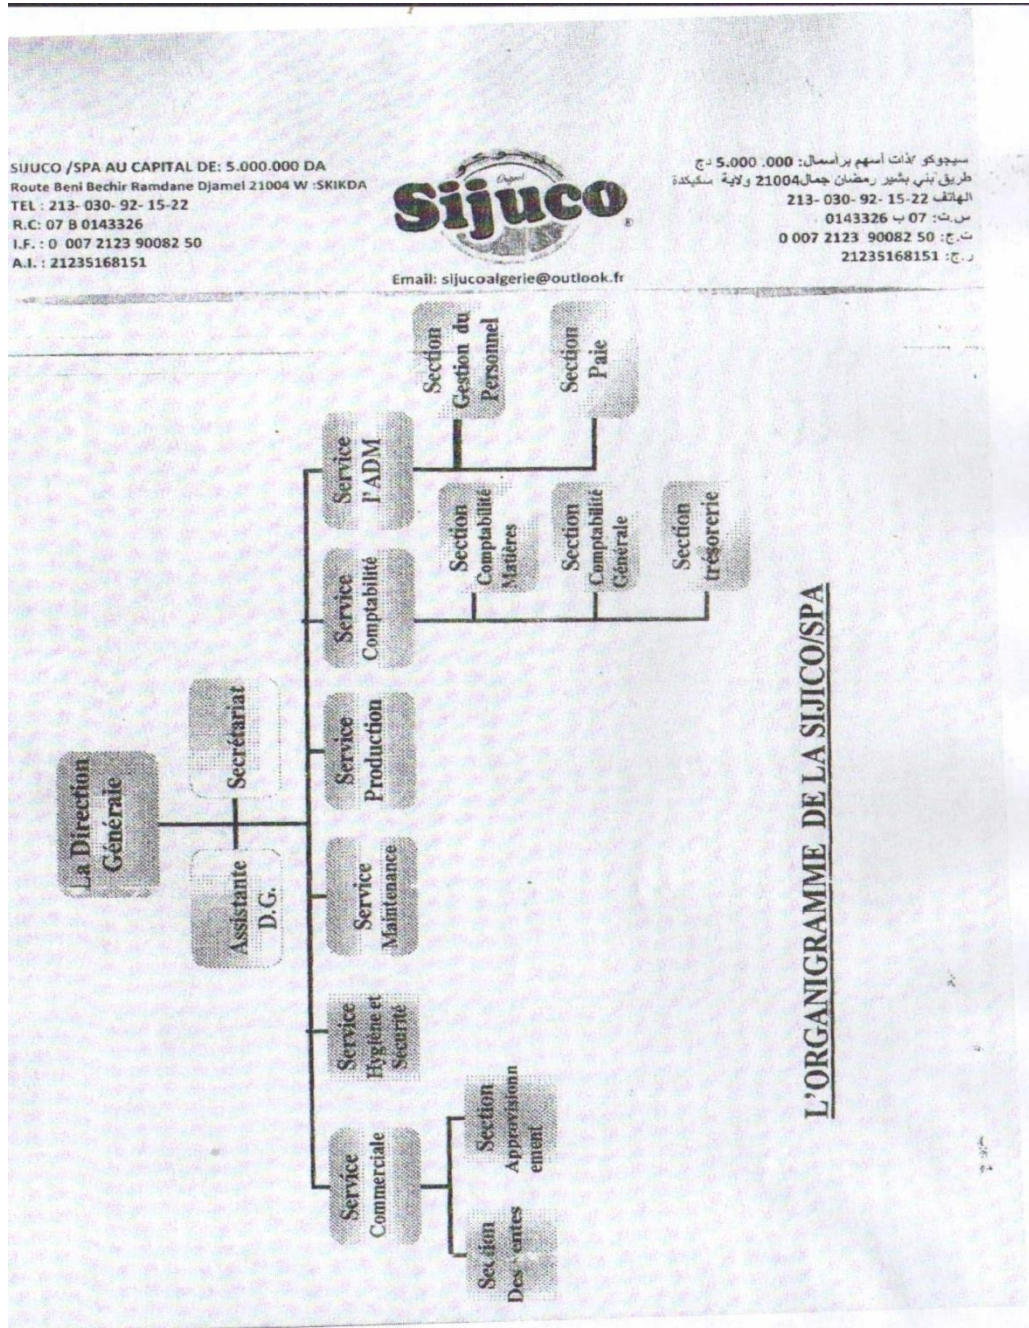 SIJUCO /SPA AU CAPITAL DE: 5.000.000 DA
Route Beni Bechir Ramdane Djamel 21004 W :SKIKDA
TEL : 213- 030- 92- 15-22
R.C: 07 B 0143326
I.F. : 0 007 2123 90082 50
A.I. : 21235168151
Original
Sijuco
®
Email: sijucoalgerie@outlook.fr
سيجوكو /ذات أسهم برأسمال: 000. 000. 5 دج
طريق بني بشير رمضان جمال21004 ولاية سكيكدة
الهاتف 22-15 -92 -030 -213
س.ت: 07 ب 0143326
ت.ج: 50 90082 2123 007 0
ر.ج: 21235168151
La Direction
Générale
Assistante
D.G.
Secrétariat
Service
Commerciale
Service
Hygiène et
Sécurité
Service
Maintenance
Service
Production
Service
Comptabilité
Service
l'ADM
Section
Des ventes
Section
Approvisionn
ement
Section
Comptabilité
Matières
Section
Comptabilité
Générale
Section
trésorerie
Section
Gestion du
Personnel
Section
Paie
L'ORGANIGRAMME DE LA SIJICO/SPA